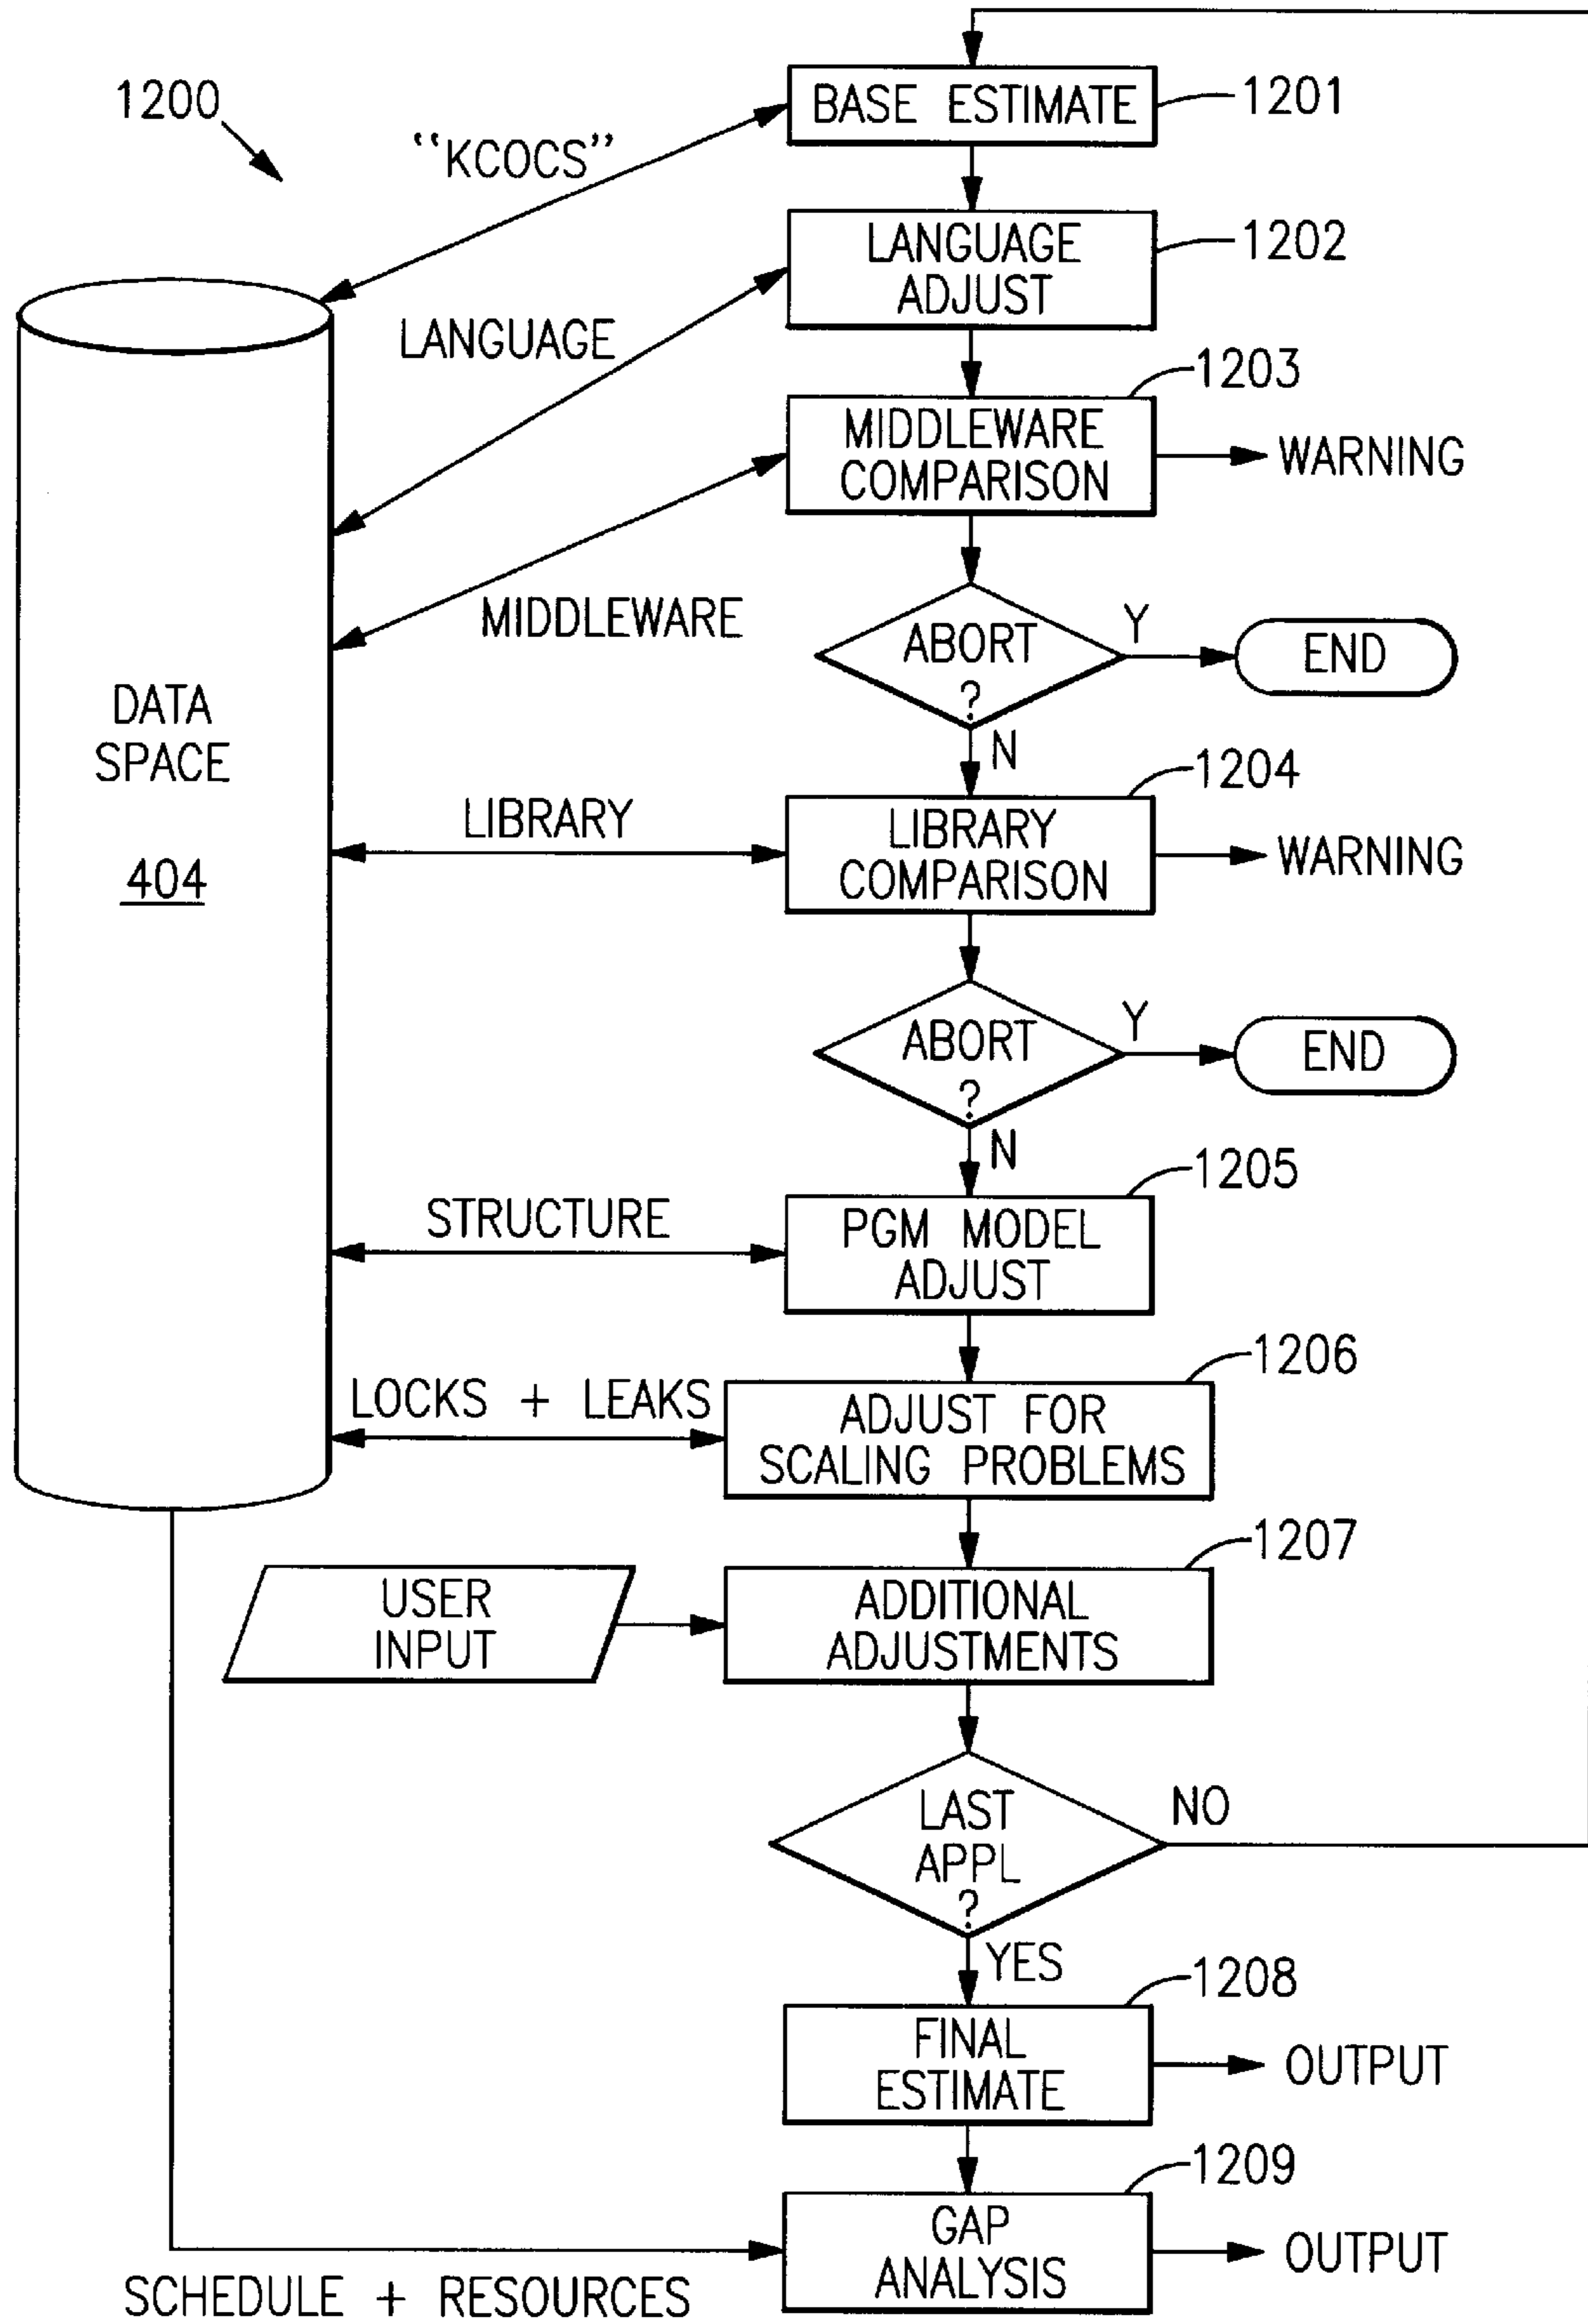 1200
"KCOCS"
BASE ESTIMATE
1201
LANGUAGE
ADJUST
1202
LANGUAGE
1203
MIDDLEWARE
COMPARISON
WARNING
MIDDLEWARE
ABORT
?
Y
END
N
DATA
SPACE
404
1204
LIBRARY
LIBRARY
COMPARISON
WARNING
ABORT
?
Y
END
N
1205
STRUCTURE
PGM MODEL
ADJUST
1206
LOCKS + LEAKS
ADJUST FOR
SCALING PROBLEMS
1207
USER
INPUT
ADDITIONAL
ADJUSTMENTS
LAST
APPL
?
NO
YES
1208
FINAL
ESTIMATE
OUTPUT
1209
GAP
ANALYSIS
OUTPUT
SCHEDULE + RESOURCES